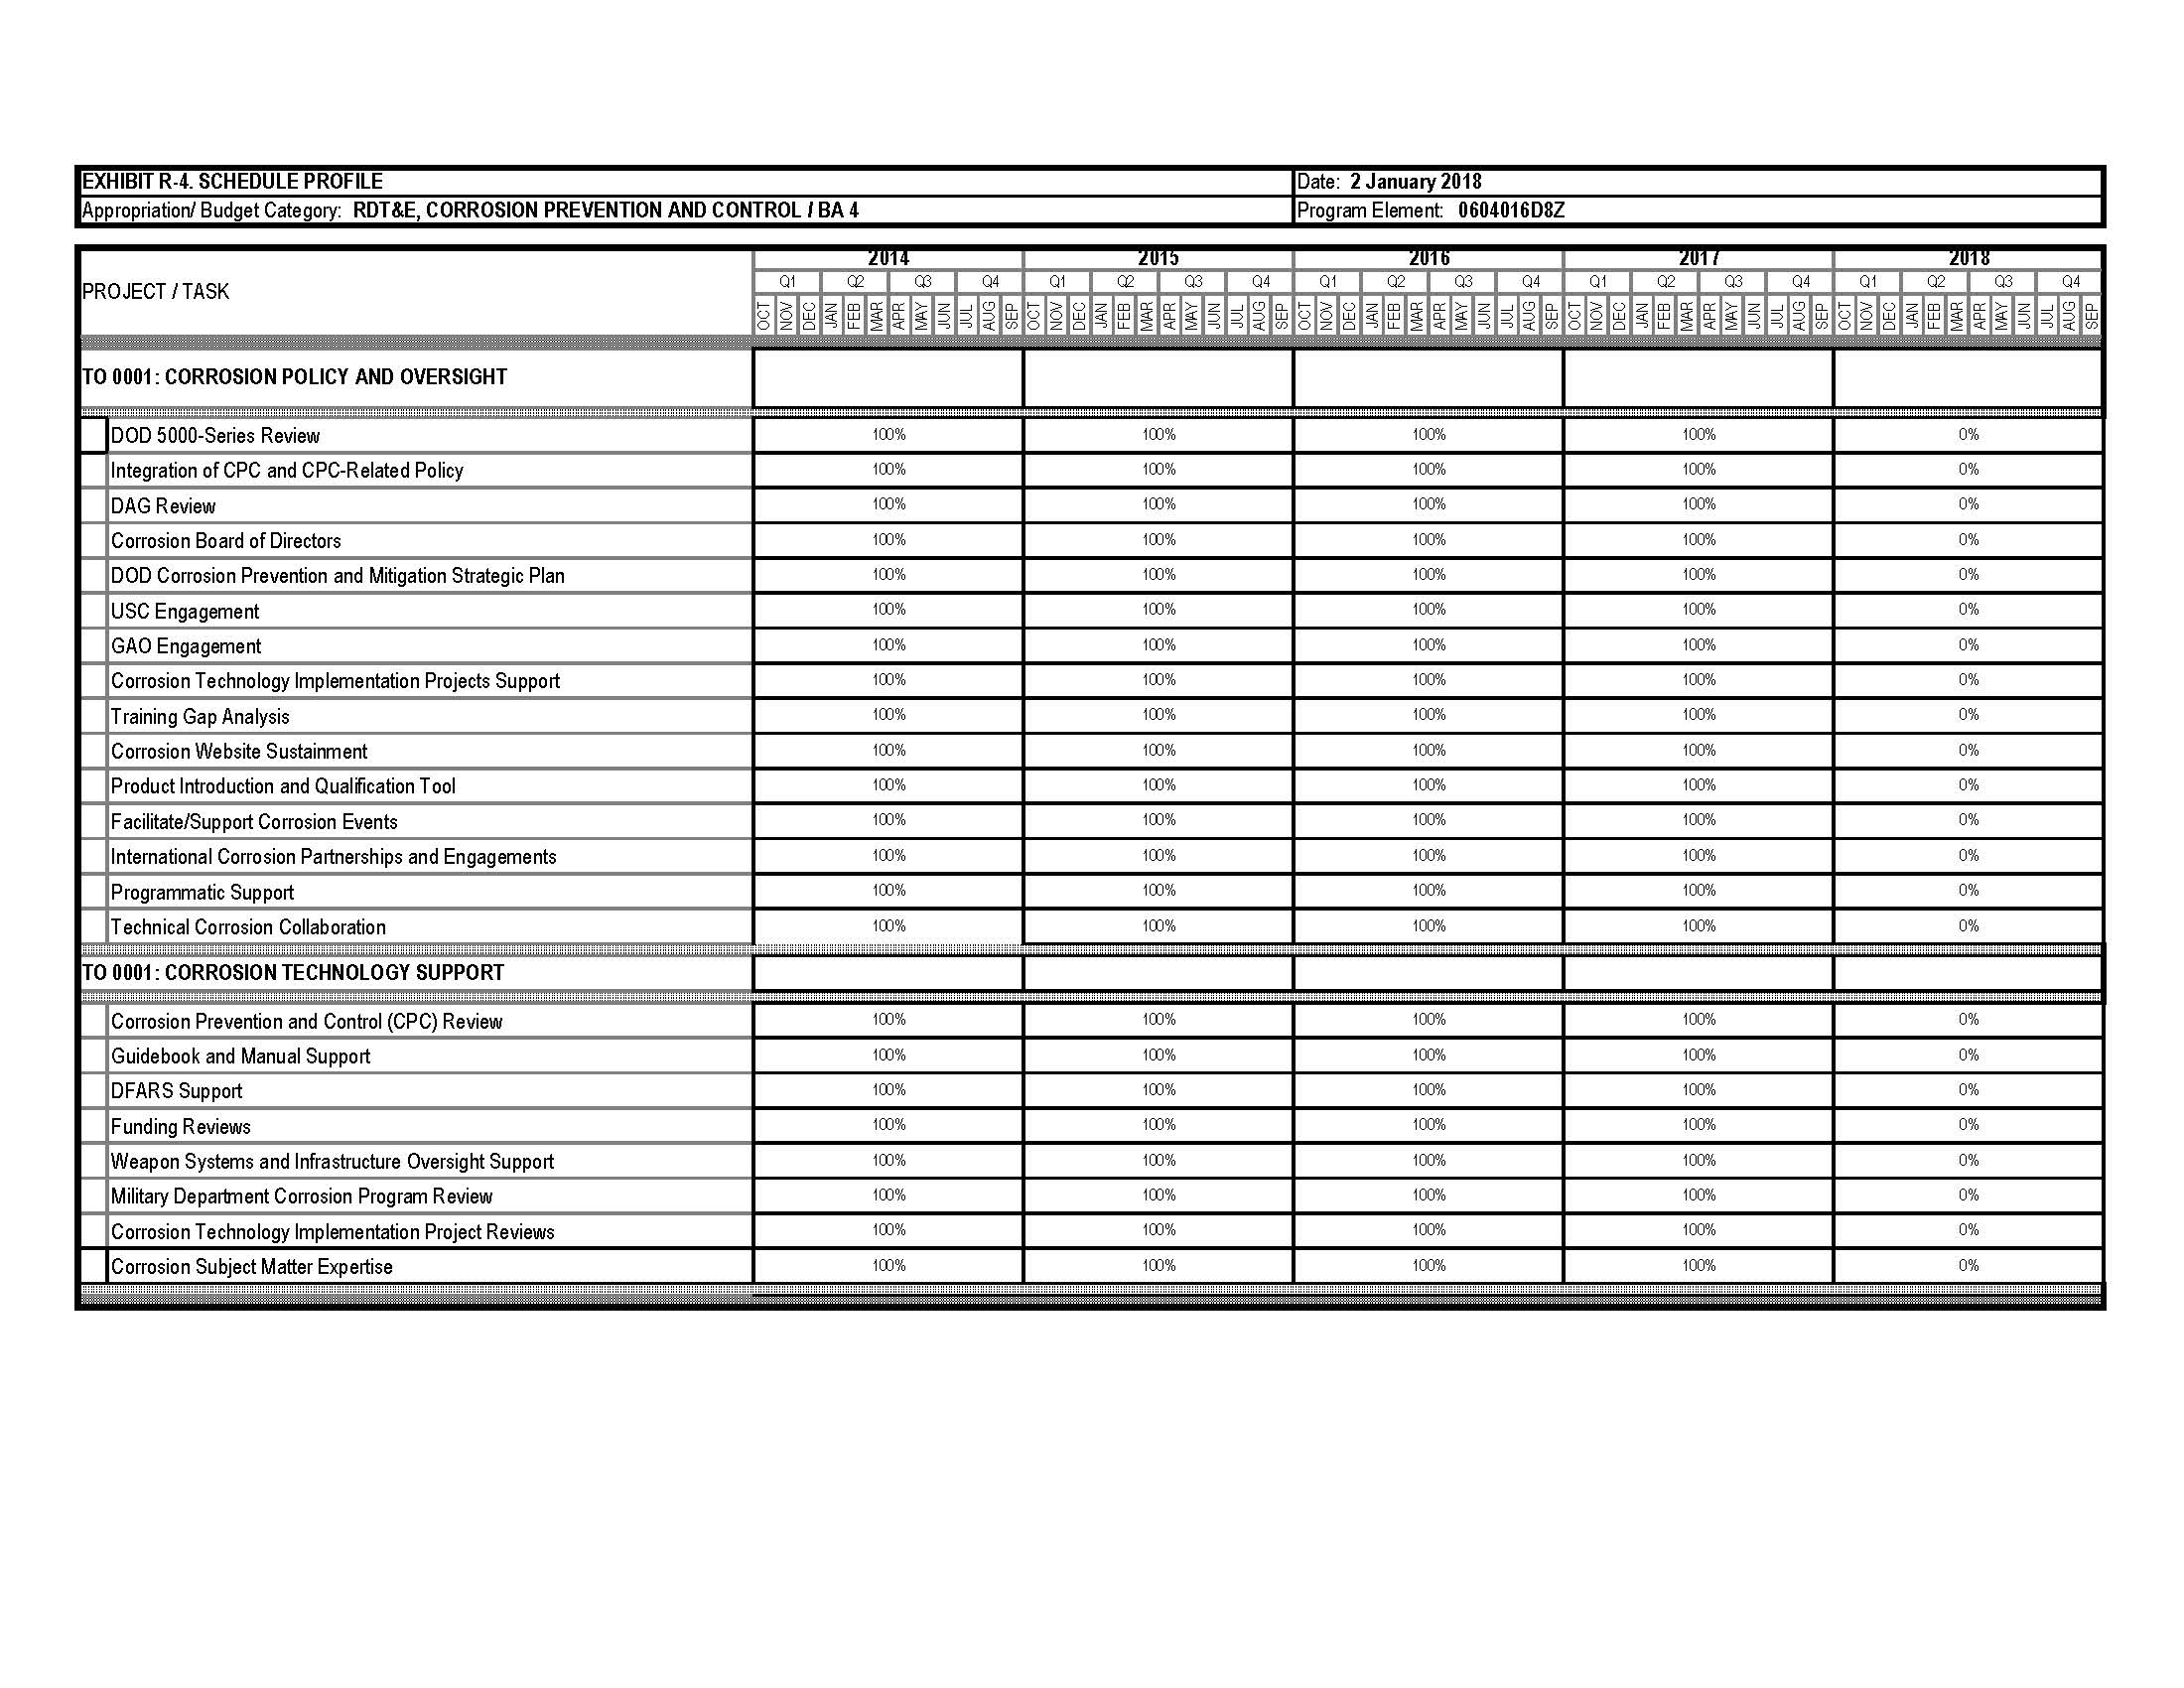 EXHIBIT R-4. SCHEDULE PROFILE Date: 2 January 2018
Appropriation/ Budget Category: RDT&E, CORROSION PREVENTION AND CONTROL / BA 4 Program Element: 0604016D8Z
2014 2015 2016 2017 2018
PROJECT / TASK Q1 Q2 Q3 Q4 Q1 Q2 Q3 Q4 Q1 Q2 Q3 Q4 Q1 Q2 Q3 Q4 Q1 Q2 Q3 Q4
OCT NOV DEC JAN FEB MAR APR MAY JUN JUL AUG SEP OCT NOV DEC JAN FEB MAR APR MAY JUN JUL AUG SEP OCT NOV DEC JAN FEB MAR APR MAY JUN JUL AUG SEP OCT NOV DEC JAN FEB MAR APR MAY JUN JUL AUG SEP OCT NOV DEC JAN FEB MAR APR MAY JUN JUL AUG SEP
TO 0001: CORROSION POLICY AND OVERSIGHT
DOD 5000-Series Review 100% 100% 100% 100% 0%
Integration of CPC and CPC-Related Policy 100% 100% 100% 100% 0%
DAG Review 100% 100% 100% 100% 0%
Corrosion Board of Directors 100% 100% 100% 100% 0%
DOD Corrosion Prevention and Mitigation Strategic Plan 100% 100% 100% 100% 0%
USC Engagement 100% 100% 100% 100% 0%
GAO Engagement 100% 100% 100% 100% 0%
Corrosion Technology Implementation Projects Support 100% 100% 100% 100% 0%
Training Gap Analysis 100% 100% 100% 100% 0%
Corrosion Website Sustainment 100% 100% 100% 100% 0%
Product Introduction and Qualification Tool 100% 100% 100% 100% 0%
Facilitate/Support Corrosion Events 100% 100% 100% 100% 0%
International Corrosion Partnerships and Engagements 100% 100% 100% 100% 0%
Programmatic Support 100% 100% 100% 100% 0%
Technical Corrosion Collaboration 100% 100% 100% 100% 0%
TO 0001: CORROSION TECHNOLOGY SUPPORT
Corrosion Prevention and Control (CPC) Review 100% 100% 100% 100% 0%
Guidebook and Manual Support 100% 100% 100% 100% 0%
DFARS Support 100% 100% 100% 100% 0%
Funding Reviews 100% 100% 100% 100% 0%
Weapon Systems and Infrastructure Oversight Support 100% 100% 100% 100% 0%
Military Department Corrosion Program Review 100% 100% 100% 100% 0%
Corrosion Technology Implementation Project Reviews 100% 100% 100% 100% 0%
Corrosion Subject Matter Expertise 100% 100% 100% 100% 0%